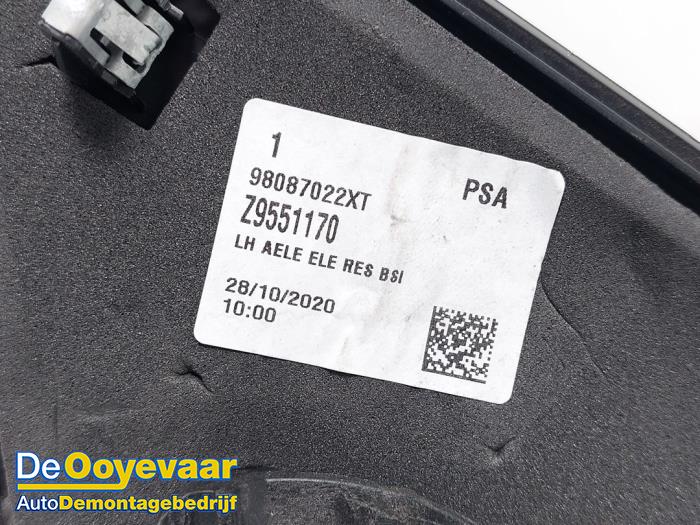 1
98087022XT
PSA
Z9551170
LH AELE ELE RES BSI
28/10/2020
10:00
De Ooyevaar
AutoDemontagebedrijf